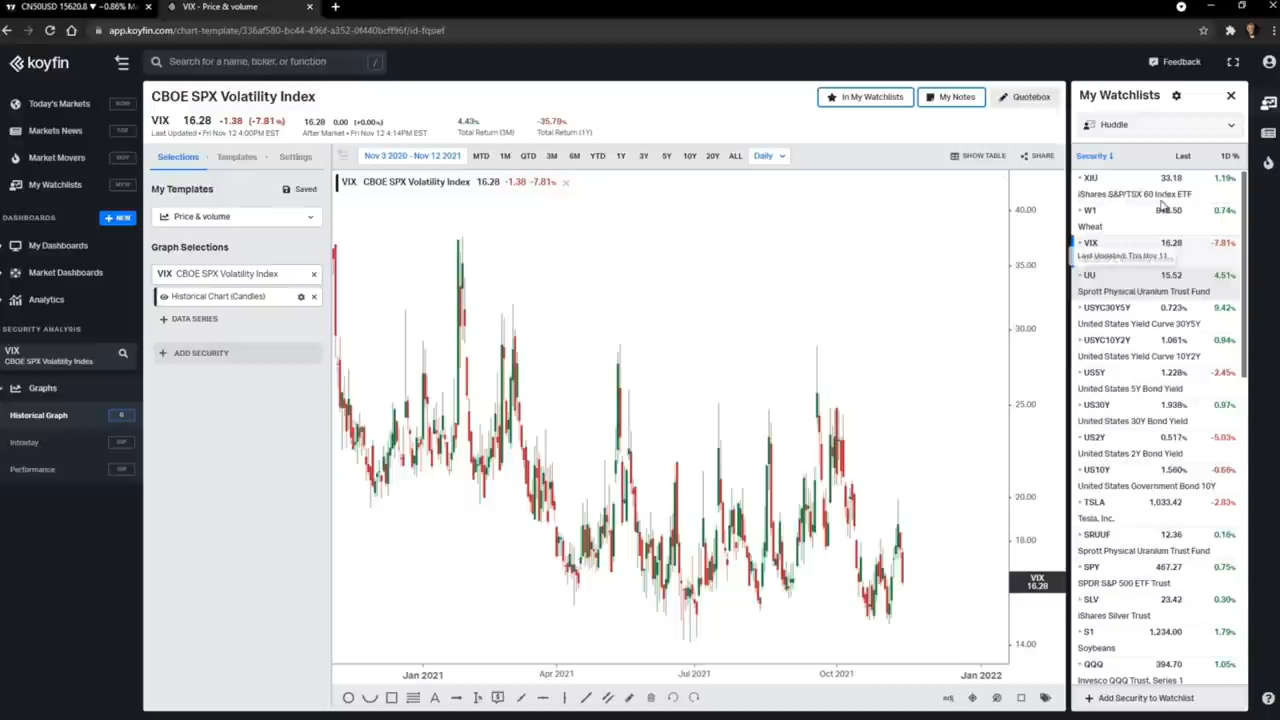 CN50USD 15620.8 ▼ −0.86% M
VIX - Price & volume
app.koyfin.com/chart-template/336af580-bc44-496f-a352-0f440bcff96f/id-fqsief
koyfin
Search for a name, ticker, or function
/
Feedback
Today's Markets
Markets News
TOP
Market Movers
MOV
My Watchlists
MYW
DASHBOARDS
+ NEW
My Dashboards
Market Dashboards
Analytics
SECURITY ANALYSIS
VIX
CBOE SPX Volatility Index
Graphs
Historical Graph
G
Intraday
GIP
Performance
CBOE SPX Volatility Index
In My Watchlists
My Notes
Quotebox
VIX 16.28 -1.38 (-7.81%)
Last Updated • Fri Nov 12 4:00PM EST
16.28 0.00 (+0.00%)
After Market • Fri Nov 12 4:14PM EST
4.43%
Total Return (3M)
-35.78%
Total Return (1Y)
Selections
Templates
Settings
Nov 3 2020 - Nov 12 2021
MTD 1M QTD 3M 6M YTD 1Y 3Y 5Y 10Y 20Y ALL
Daily
SHOW TABLE
SHARE
My Templates
Saved
Price & volume
Graph Selections
VIX CBOE SPX Volatility Index
Historical Chart (Candles)
+ DATA SERIES
+ ADD SECURITY
VIX CBOE SPX Volatility Index 16.28 -1.38 -7.81%
40.00
35.00
30.00
25.00
20.00
18.00
VIX
16.28
14.00
Jan 2021
Apr 2021
Jul 2021
Oct 2021
Jan 2022
adj
My Watchlists
Huddle
Security Last 1D %
XIU 33.18 1.19%
iShares S&P/TSX 60 Index ETF
W1 .50 0.74%
Wheat
VIX 16.28 -7.81%
Last Updated: Thu Nov 11
UU 15.52 4.51%
Sprott Physical Uranium Trust Fund
USYC30Y5Y 0.723% 9.42%
United States Yield Curve 30Y5Y
USYC10Y2Y 1.061% 0.94%
United States Yield Curve 10Y2Y
US5Y 1.228% -2.45%
United States 5Y Bond Yield
US30Y 1.938% 0.97%
United States 30Y Bond Yield
US2Y 0.517% -5.03%
United States 2Y Bond Yield
US10Y 1.560% -0.66%
United States Government Bond 10Y
TSLA 1,033.42 -2.83%
Tesla, Inc.
SRUUF 12.36 0.16%
Sprott Physical Uranium Trust Fund
SPY 467.27 0.75%
SPDR S&P 500 ETF Trust
SLV 23.42 0.30%
iShares Silver Trust
S1 1,234.00 1.79%
Soybeans
QQQ 394.70 1.05%
Invesco QQQ Trust, Series 1
+ Add Security to Watchlist